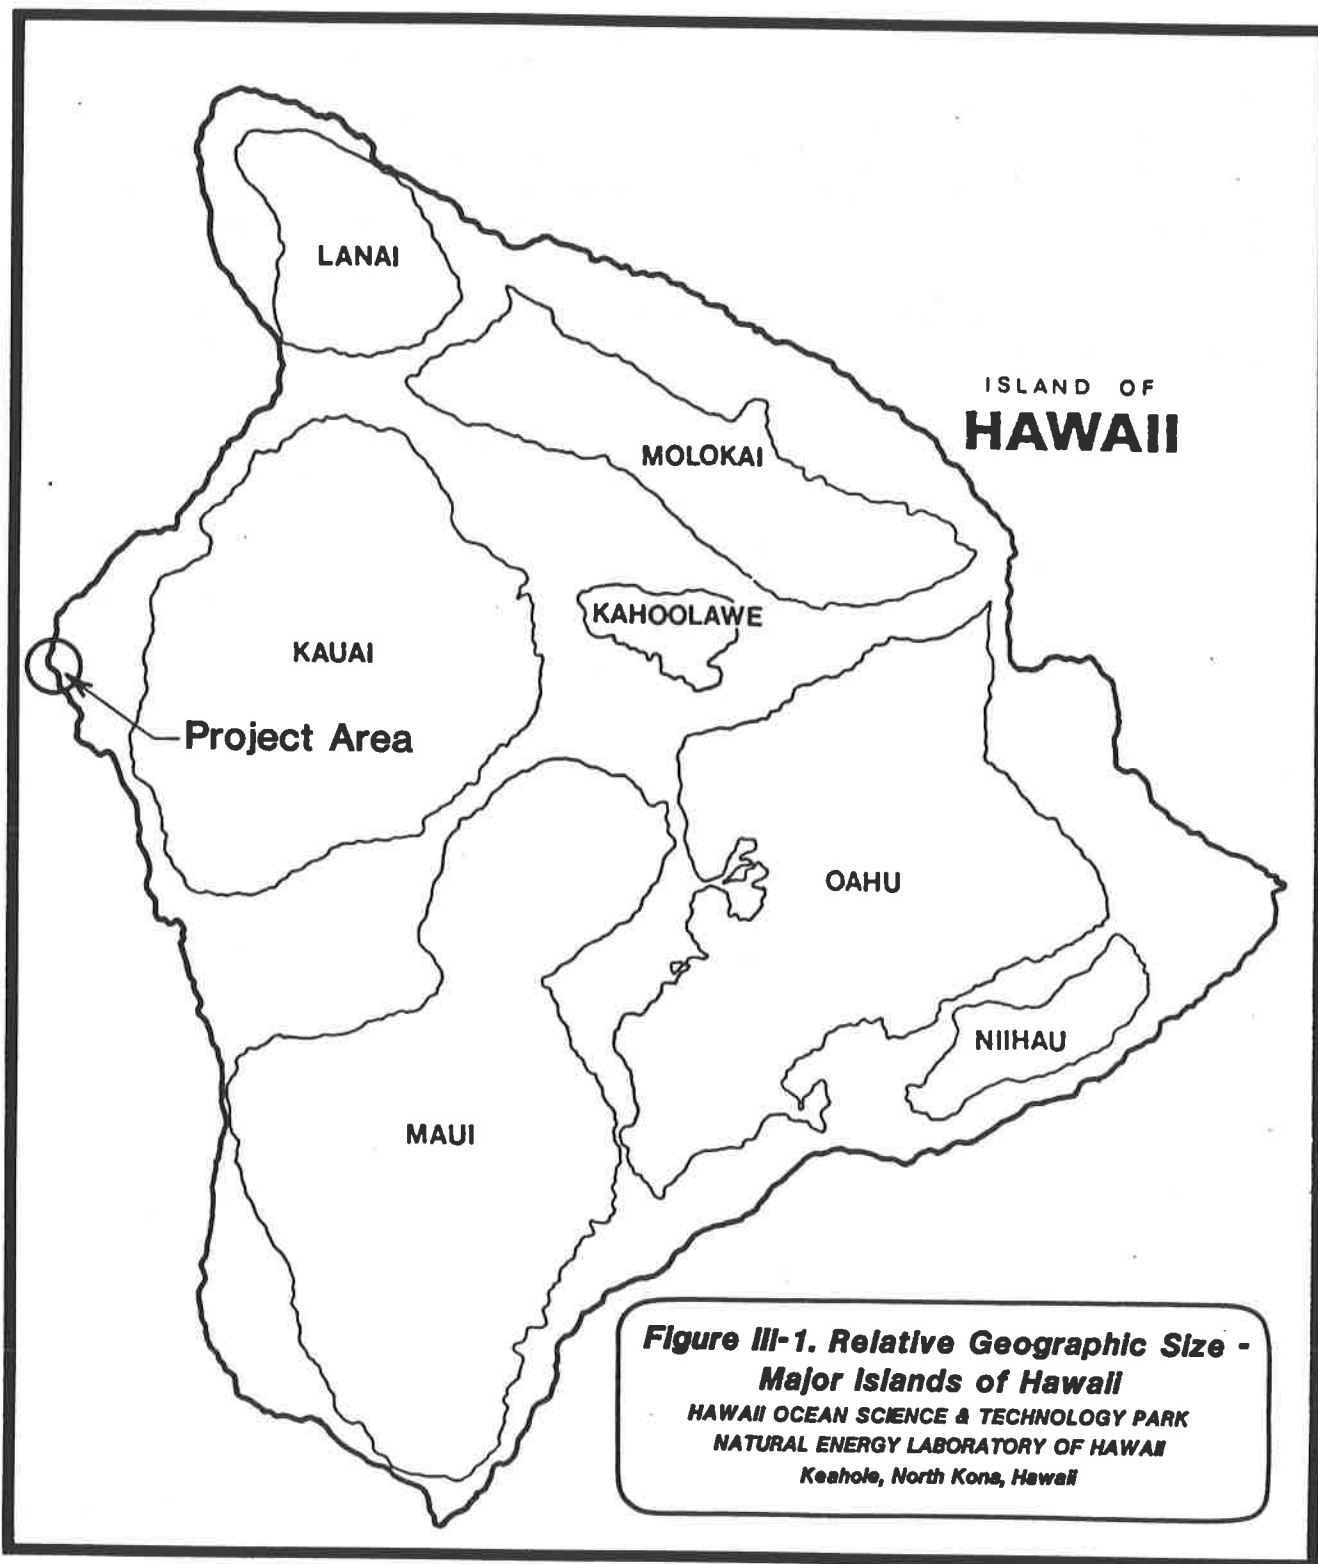 LANAI
ISLAND OF
HAWAII
MOLOKAI
KAHOOLAWE
KAUAI
Project Area
OAHU
NIIHAU
MAUI
Figure III-1. Relative Geographic Size -
Major Islands of Hawaii
HAWAII OCEAN SCIENCE & TECHNOLOGY PARK
NATURAL ENERGY LABORATORY OF HAWAII
Keahole, North Kona, Hawaii